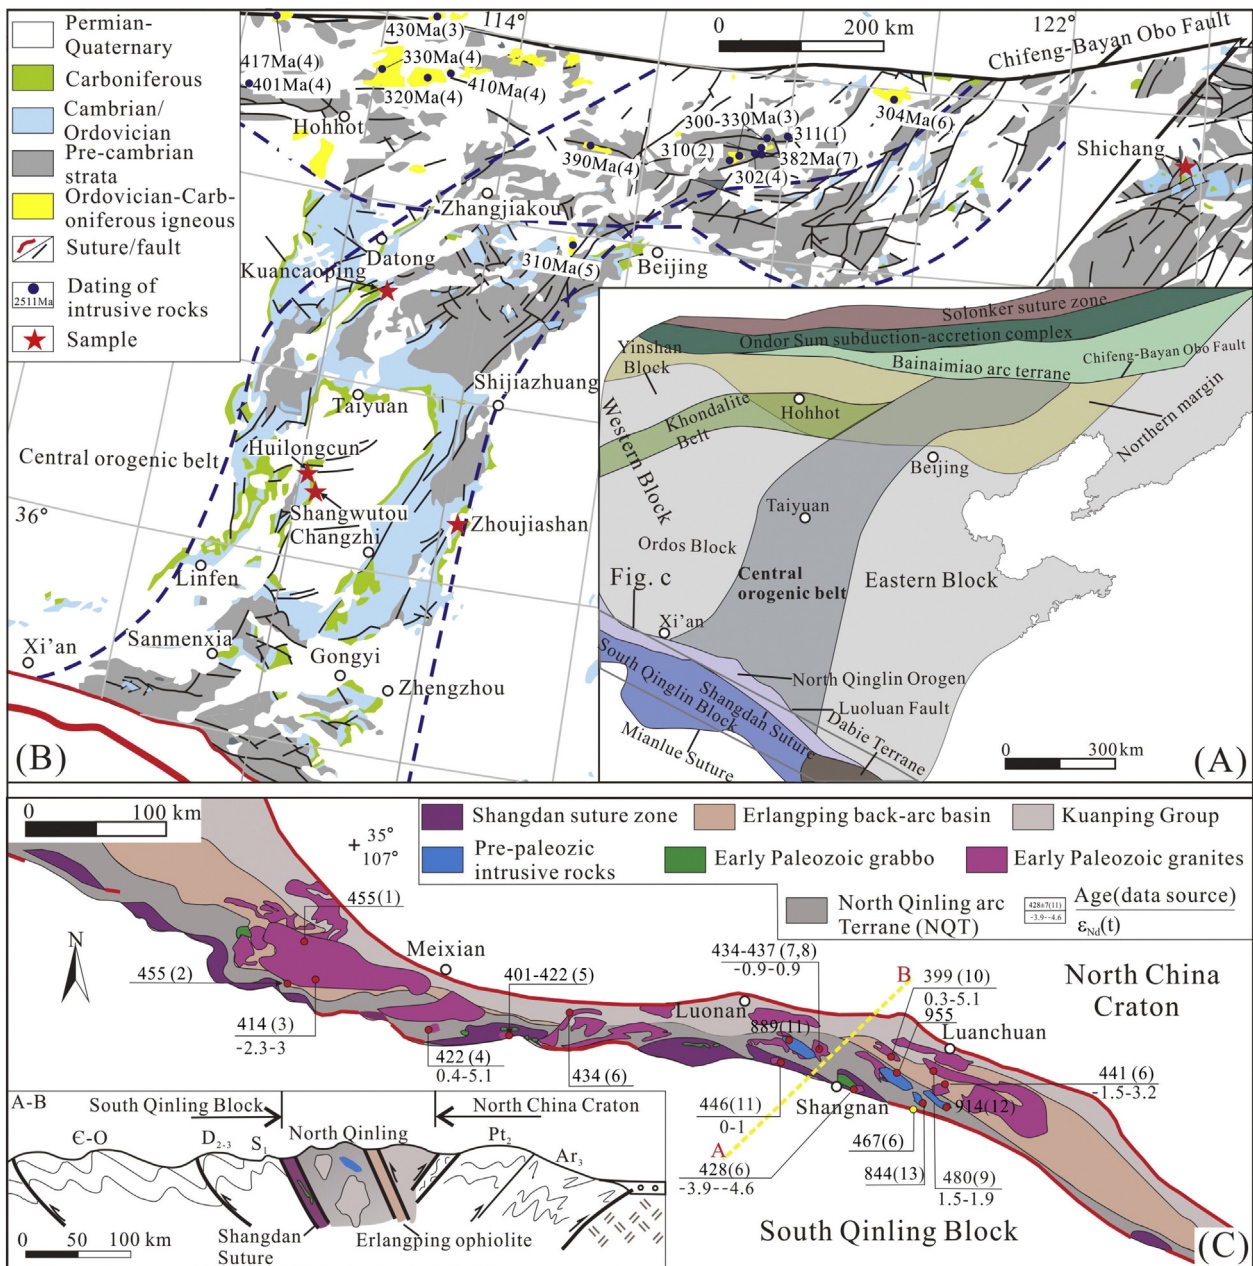 Permian-
Quaternary
Carboniferous
Cambrian/
Ordovician
Pre-cambrian
strata
Ordovician-Carb-
oniferous igneous
Suture/fault
Dating of
intrusive rocks
2511Ma
Sample
114°
122°
0 200 km
Chifeng-Bayan Obo Fault
430Ma(3)
417Ma(4)
330Ma(4)
401Ma(4)
410Ma(4)
320Ma(4)
Hohhot
300-330Ma(3)
311(1)
304Ma(6)
310(2)
382Ma(7)
390Ma(4)
302(4)
Shichang
Zhangjiakou
Datong
Kuancaoping
310Ma(5)
Beijing
Shijiazhuang
Taiyuan
Huilongcun
Central orogenic belt
Shangwutou
Changzhi
Zhoujiashan
36°
Linfen
Xi'an
Sanmenxia
Gongyi
Zhengzhou
(B)
Solonker suture zone
Ondor Sum subduction-accretion complex
Bainaimiao arc terrane
Chifeng-Bayan Obo Fault
Yinshan
Block
Khondalite
Belt
Hohhot
Northern margin
Western Block
Beijing
Taiyuan
Ordos Block
Central
orogenic belt
Eastern Block
Fig. c
Xi'an
North Qinglin Orogen
Luoluan Fault
South Qinglin Block
Shangdan Suture
Dabie Terrane
Mianlue Suture
0 300 km
(A)
0 100 km
35°
107°
Shangdan suture zone
Erlangping back-arc basin
Kuanping Group
Pre-paleozic
intrusive rocks
Early Paleozoic grabbo
Early Paleozoic granites
North Qinling arc
Terrane (NQT)
428±7(11)
-3.9--4.6
Age(data source)
εNd(t)
N
455(1)
Meixian
455 (2)
401-422 (5)
434-437 (7,8)
-0.9-0.9
B
399 (10)
0.3-5.1
955
North China
Craton
414 (3)
-2.3-3
Luonan
889(11)
Luanchuan
422 (4)
0.4-5.1
434 (6)
441 (6)
-1.5-3.2
446(11)
0-1
Shangnan
914(12)
A
467(6)
428(6)
-3.9--4.6
844(13)
480(9)
1.5-1.9
South Qinling Block
(C)
A-B
South Qinling Block
North China Craton
Є-O
D2-3
S1
North Qinling
Pt2
Ar3
Shangdan
Suture
Erlangping ophiolite
0 50 100 km